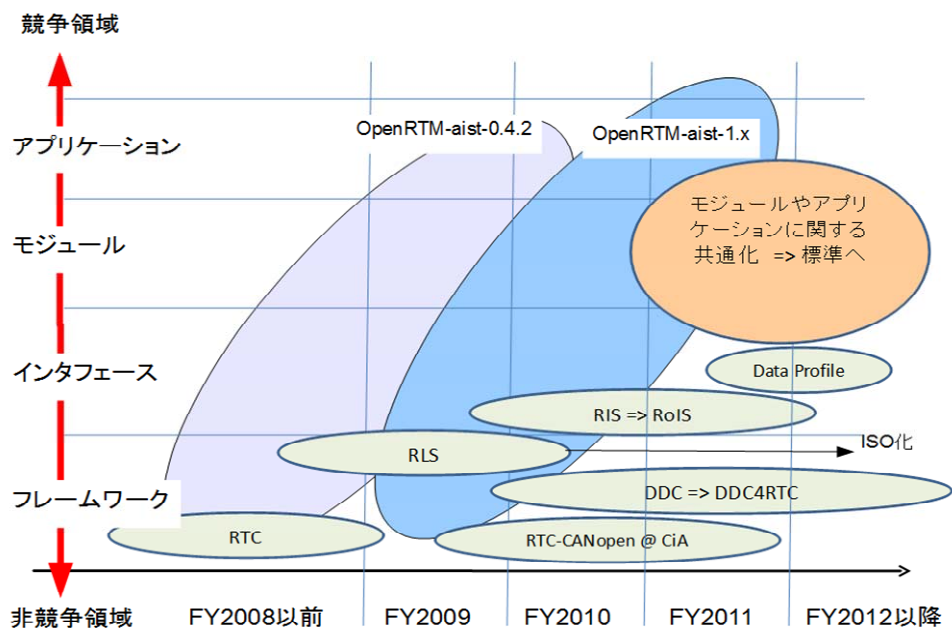 競争領域
アプリケーション
モジュール
インタフェース
フレームワーク
非競争領域
OpenRTM-aist-0.4.2
OpenRTM-aist-1.x
モジュールやアプリ
ケーションに関する
共通化 => 標準へ
Data Profile
RIS => RoIS
RLS
ISO化
DDC => DDC4RTC
RTC
RTC-CANopen @ CiA
FY2008以前
FY2009
FY2010
FY2011
FY2012以降